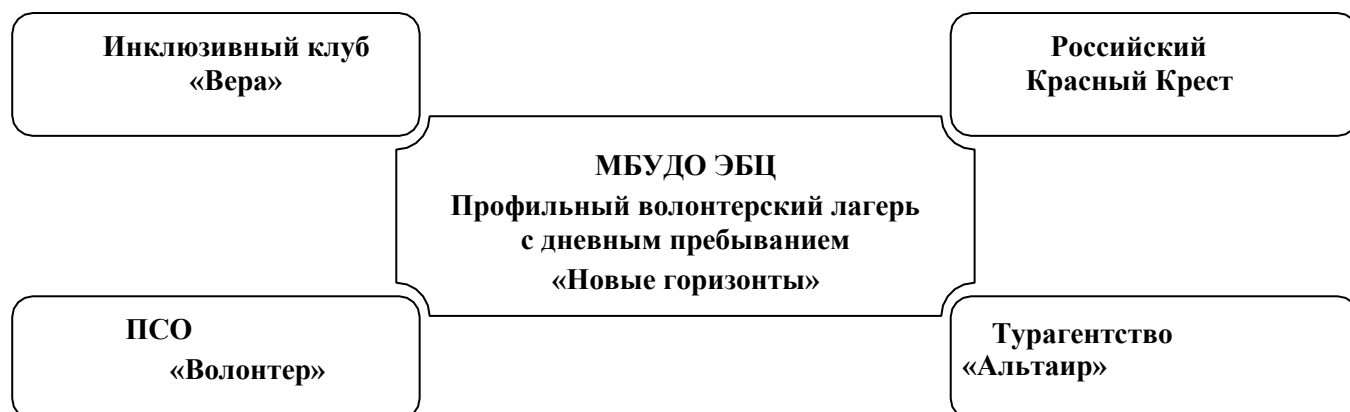 Инклюзивный клуб
«Вера»
Российский
Красный Крест
МБУДО ЭБЦ
Профильный волонтерский лагерь
с дневным пребыванием
«Новые горизонты»
ПСО
«Волонтер»
Турагентство
«Альтаир»